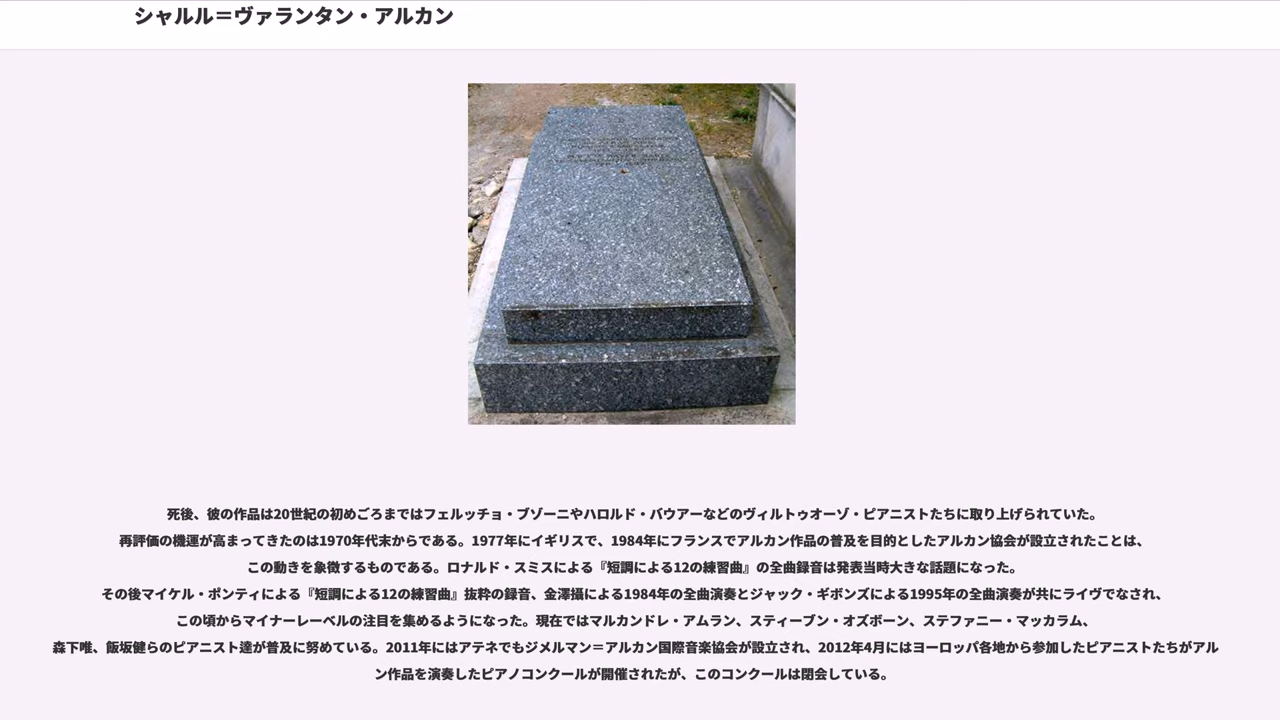 シャルル＝ヴァランタン・アルカン
死後、彼の作品は20世紀の初めごろまではフェルッチョ・ブゾーニやハロルド・バウアーなどのヴィルトゥオーゾ・ピアニストたちに取り上げられていた。
再評価の機運が高まってきたのは1970年代末からである。1977年にイギリスで、1984年にフランスでアルカン作品の普及を目的としたアルカン協会が設立されたことは、
この動きを象徴するものである。ロナルド・スミスによる『短調による12の練習曲』の全曲録音は発表当時大きな話題になった。
その後マイケル・ポンティによる『短調による12の練習曲』抜粋の録音、金澤攝による1984年の全曲演奏とジャック・ギボンズによる1995年の全曲演奏が共にライヴでなされ、
この頃からマイナーレーベルの注目を集めるようになった。現在ではマルカンドレ・アムラン、スティーブン・オズボーン、ステファニー・マッカラム、
森下唯、飯坂健らのピアニスト達が普及に努めている。2011年にはアテネでもジメルマン＝アルカン国際音楽協会が設立され、2012年4月にはヨーロッパ各地から参加したピアニストたちがアル
ン作品を演奏したピアノコンクールが開催されたが、このコンクールは閉会している。